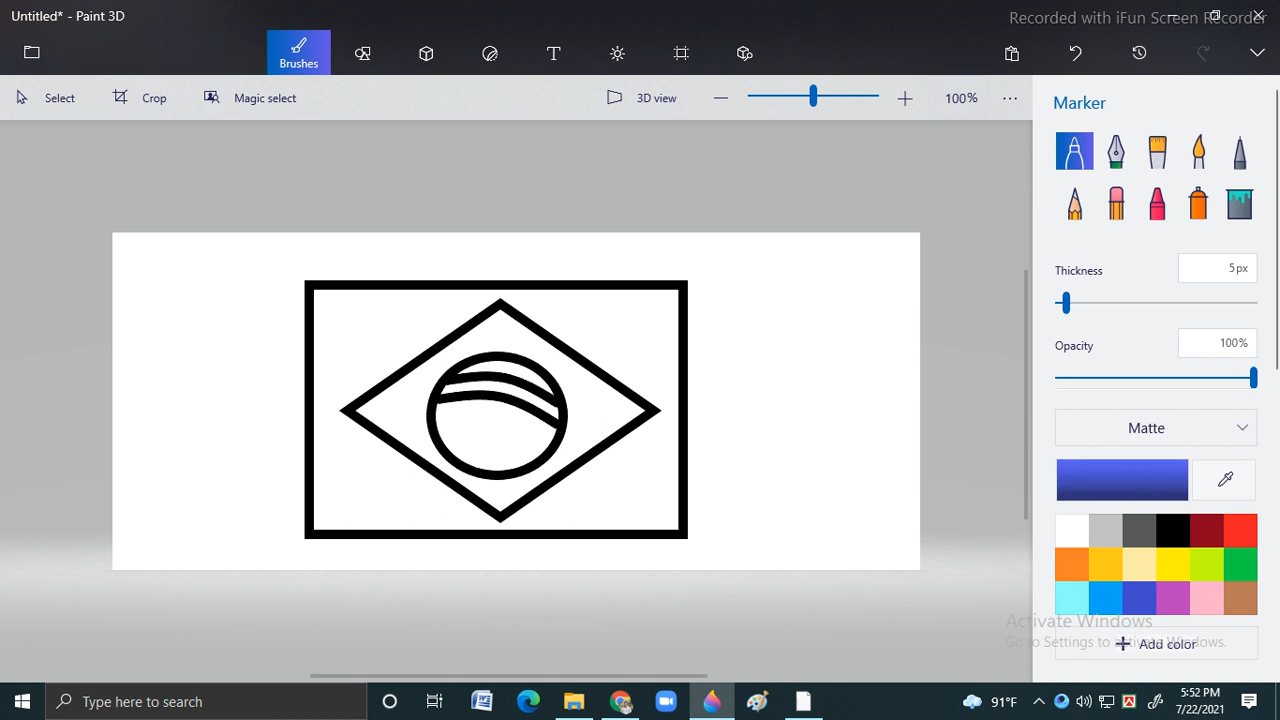 Untitled* - Paint 3D
Recorded with iFun Screen Recorder
Brushes
Select
Crop
Magic select
3D view
100%
Marker
Thickness
5px
Opacity
100%
Matte
Activate Windows
Go to Settings to activate Windows.
Add color
Type here to search
91°F
5:52 PM
7/22/2021